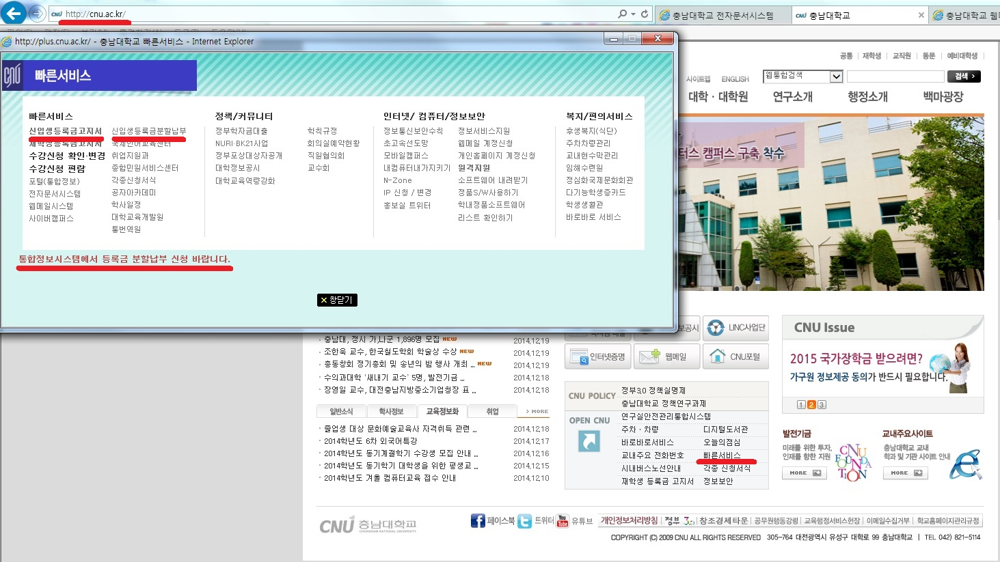 http://cnu.ac.kr/
충남대학교 전자문서시스템
충남대학교
충남대학교
http://plus.cnu.ac.kr/ - 충남대학교 빠른서비스 - Internet Explorer
CNU 빠른서비스
빠른서비스
신입생등록금고지서 신입생등록금분할납부
재학생등록금고지서 국제언어교육센터
수강신청 확인·변경 취업지원과
수강신청 편람 종합민원서비스센터
포털(통합정보) 각종신청서식
전자문서시스템 공자아카데미
웹메일시스템 학사일정
사이버캠퍼스 대학교육개발원
통번역원
정책/커뮤니티
정부학자금대출 학칙규정
NURI·BK21사업 회의실예약현황
정부포상대상자공개 직원협의회
대학정보공시 교수회
대학교육역량강화
인터넷/ 컴퓨터/정보보안
정보통신보안수칙 정보서비스지원
초고속선도망 웹메일 계정신청
모바일캠퍼스 개인홈페이지 계정신청
내컴퓨터내가지키기 원격지원
N-Zone 소프트웨어 내려받기
IP 신청 / 변경 정품S/W사용하기
홍보실 트위터 학내정품소프트웨어
리스트 확인하기
복지/편의서비스
후생복지(식단)
주차차량관리
교내현수막관리
임해수련원
정심화국제문화회관
다기능학생증카드
학생생활관
바로바로 서비스
통합정보시스템에서 등록금 분할납부 신청 바랍니다.
창닫기
공통 | 재학생 | 교직원 | 동문 | 예비대학생
사이트맵 ENGLISH 웹통합검색 검색
대학·대학원 연구소개 행정소개 백마광장
캠퍼스 구축 착수
충남대, 정시 가,나군 1,896명 모집 NEW 2014.12.19
조한욱 교수, 한국철도학회 학술상 수상 NEW 2014.12.19
총동창회 정기총회 및 송년의 밤 행사 개최 ... NEW 2014.12.19
수의과대학 '새내기 교수' 5명, 발전기금 ... 2014.12.18
장영일 교수, 대전충남지방중소기업청장 표 ... 2014.12.18
일반소식 학사정보 교육정보화 취업 > MORE
졸업생 대상 문화예술교육사 자격취득 관련 ... 2014.12.18
2014학년도 6차 외국어특강 2014.12.17
2014학년도 동기계절학기 수강생 모집 안내 ... 2014.12.16
2014학년도 동기학기 대학생을 위한 평생교 ... 2014.12.15
2014학년도 겨울 컴퓨터교육 접수 안내 2014.12.10
LINC사업단
인터넷증명 웹메일 CNU포털
CNU POLICY
정부3.0 정책실명제
충남대학교 정책연구과제
OPEN CNU
연구실안전관리통합시스템
주차·차량 디지털도서관
바로바로서비스 오늘의점심
교내주요 전화번호 빠른서비스
시내버스노선안내 각종 신청서식
재학생 등록금 고지서 정보보안
CNU Issue
2015 국가장학금 받으려면?
가구원 정보제공 동의가 반드시 필요합니다.
1 2 3
발전기금
미래를 위한 투자,
인재를 향한 지원
MORE
CNU FOUNDATION
교내주요사이트
충남대학교 교내
학과 및 기관 사이트 안내
MORE
CNU 충남대학교
CHUNGNAM NATIONAL UNIVERSITY
페이스북 트위터 유튜브
개인정보처리방침 | 정부 3.0 | 창조경제타운 | 공무원행동강령 | 교육행정서비스헌장 | 이메일수집거부 | 학교홈페이지관리규정
COPYRIGHT (C) 2009 CNU ALL RIGHTS RESERVED 305-764 대전광역시 유성구 대학로 99 충남대학교 | TEL 042) 821-5114